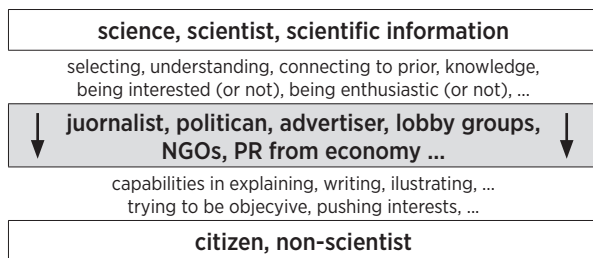 science, scientist, scientific information
selecting, understanding, connecting to prior, knowledge,
being interested (or not), being enthusiastic (or not), ...
juornalist, politican, advertiser, lobby groups,
NGOs, PR from economy ...
capabilities in explaining, writing, ilustrating, ...
trying to be objecyive, pushing interests, ...
citizen, non-scientist